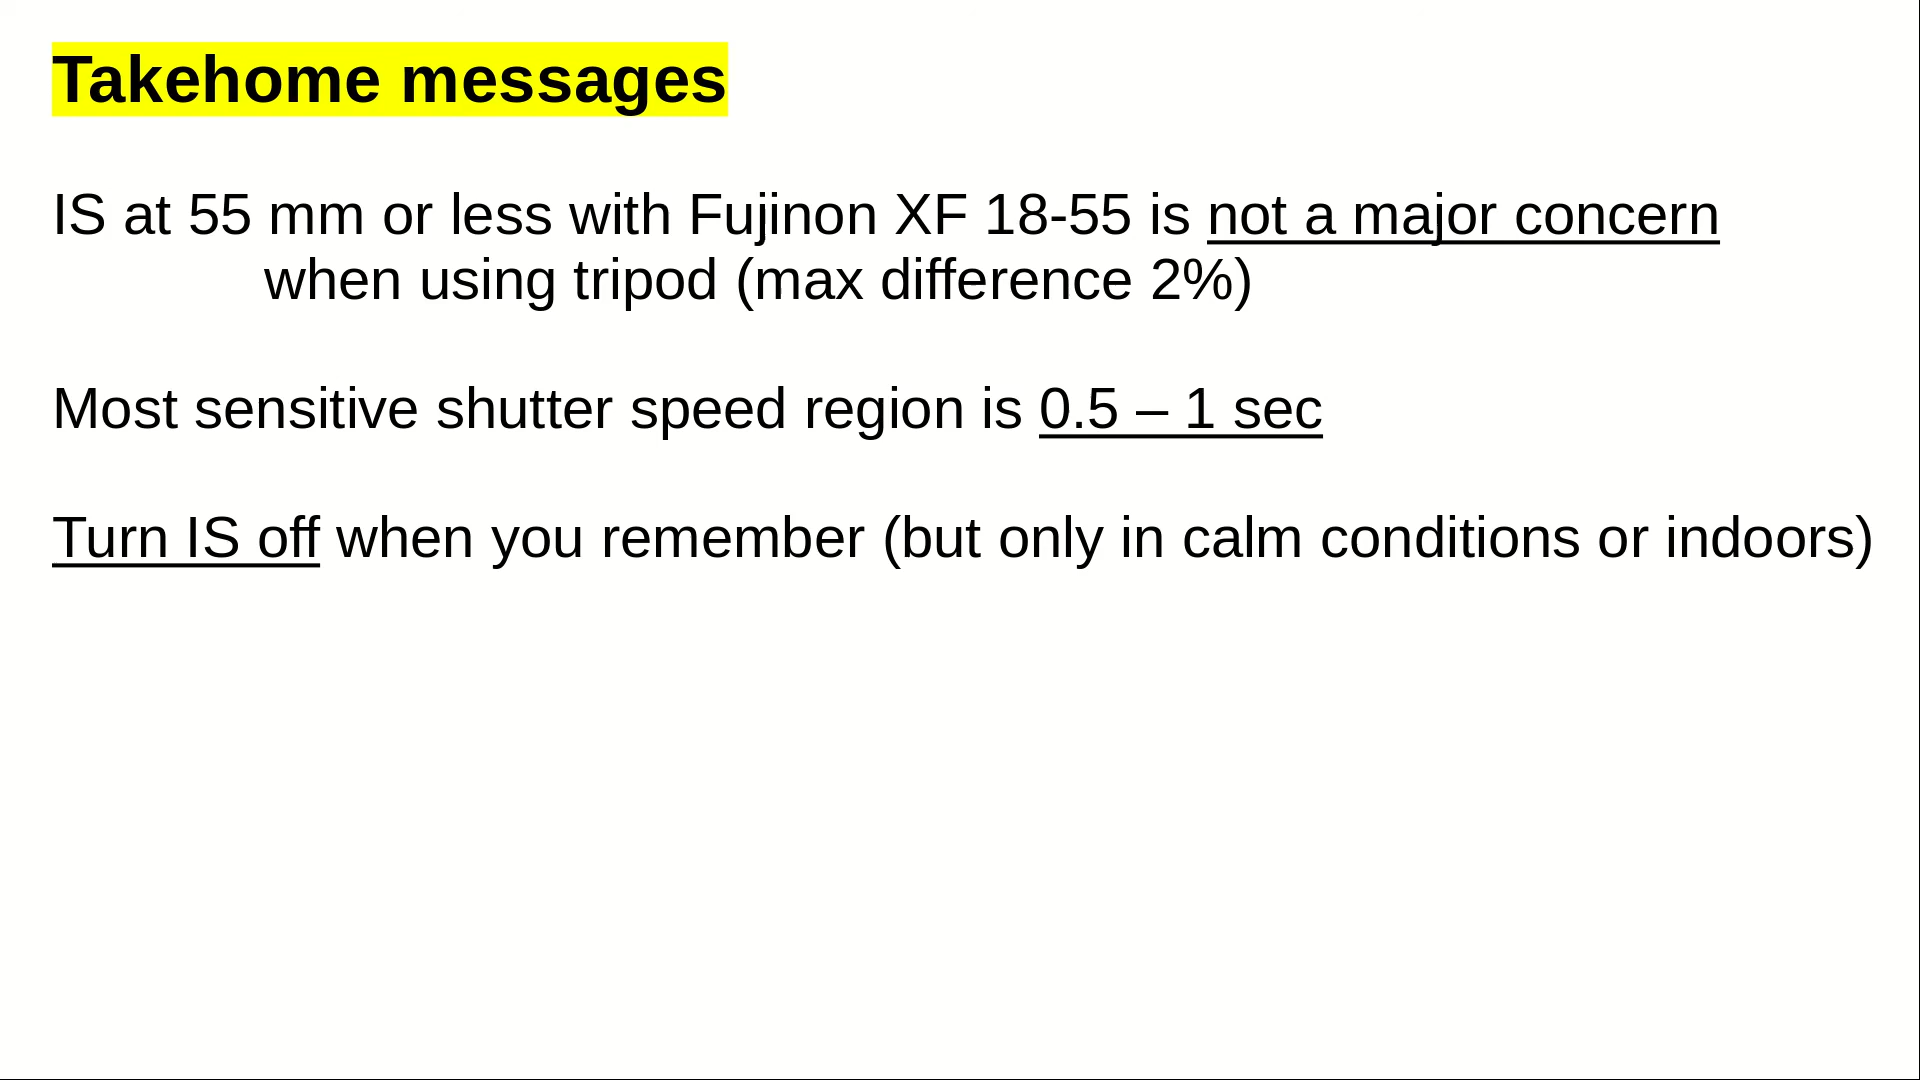 Takehome messages
IS at 55 mm or less with Fujinon XF 18-55 is not a major concern
when using tripod (max difference 2%)
Most sensitive shutter speed region is 0.5 – 1 sec
Turn IS off when you remember (but only in calm conditions or indoors)